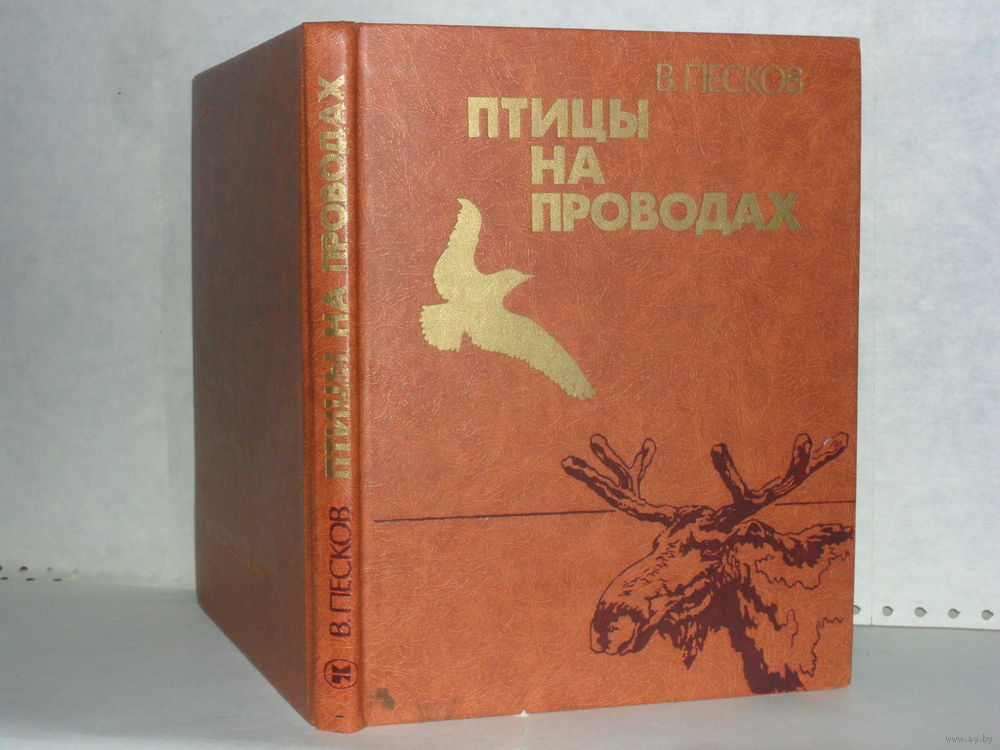 В. ПЕСКОВ
ПТИЦЫ
НА
ПРОВОДАХ
В. ПЕСКОВ ПТИЦЫ НА ПРОВОДАХ
www.ay.by